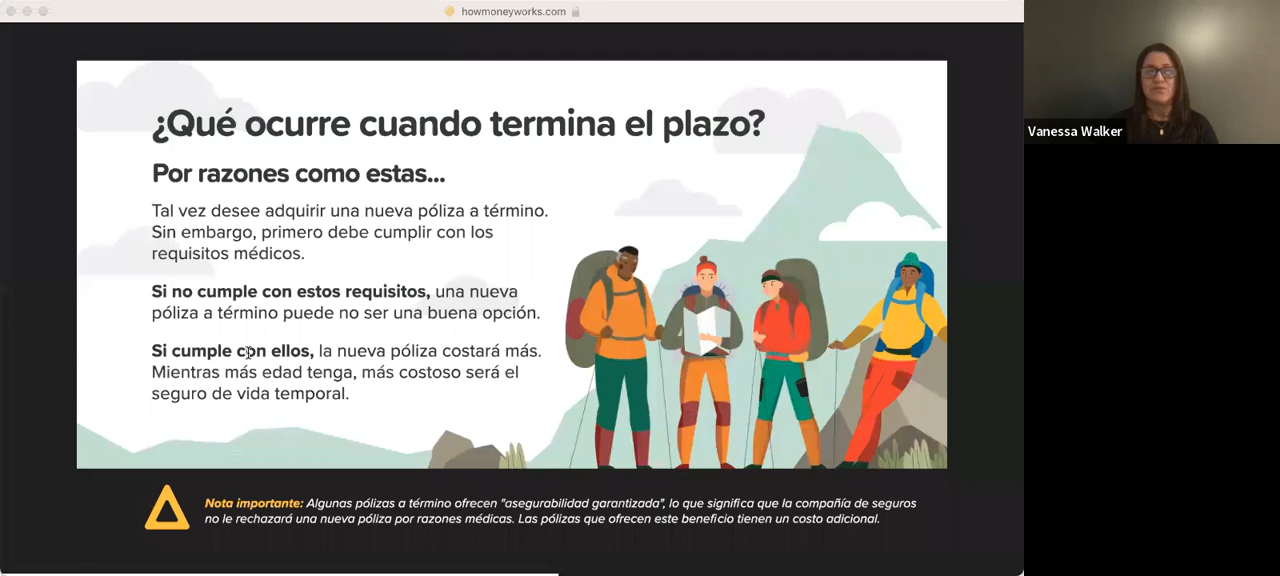 howmoneyworks.com
¿Qué ocurre cuando termina el plazo?
Por razones como estas...
Tal vez desee adquirir una nueva póliza a término.
Sin embargo, primero debe cumplir con los
requisitos médicos.
Si no cumple con estos requisitos, una nueva
póliza a término puede no ser una buena opción.
Si cumple con ellos, la nueva póliza costará más.
Mientras más edad tenga, más costoso será el
seguro de vida temporal.
Nota importante: Algunas pólizas a término ofrecen "asegurabilidad garantizada", lo que significa que la compañía de seguros
no le rechazará una nueva póliza por razones médicas. Las pólizas que ofrecen este beneficio tienen un costo adicional.
Vanessa Walker